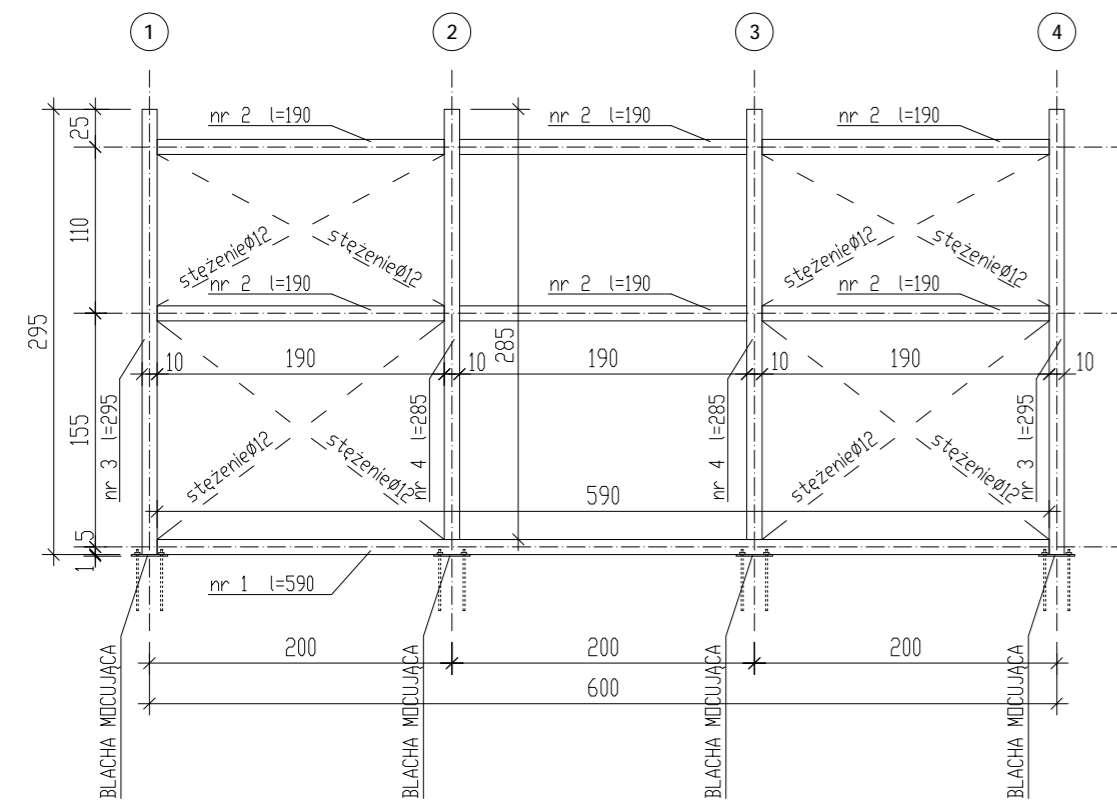 1 2 3 4
nr 2 l=190 nr 2 l=190 nr 2 l=190
25
110
stężenieø12 stężenieø12 stężenieø12 stężenieø12
nr 2 l=190 nr 2 l=190 nr 2 l=190
295
285
10 190 10 190 190 10
155
nr 3 l=295
nr 4 l=285
nr 4 l=285
nr 3 l=295
stężenieø12 stężenieø12 stężenieø12 stężenieø12
590
5
1
nr 1 l=590
200 200 200
600
BLACHA MOCUJĄCA
BLACHA MOCUJĄCA
BLACHA MOCUJĄCA
BLACHA MOCUJĄCA